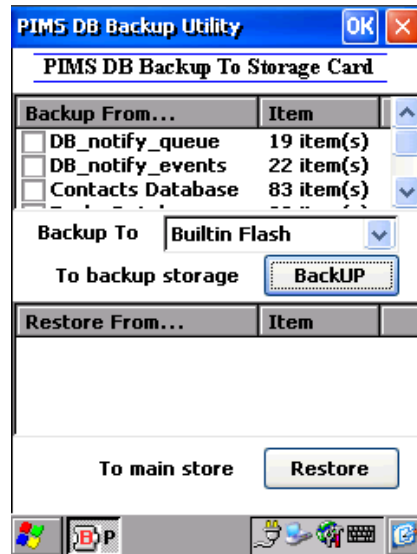 PIMS DB Backup Utility OK
PIMS DB Backup To Storage Card
Backup From... Item
DB_notify_queue 19 item(s)
DB_notify_events 22 item(s)
Contacts Database 83 item(s)
Backup To Builtin Flash
To backup storage BackUP
Restore From... Item
To main store Restore
B P